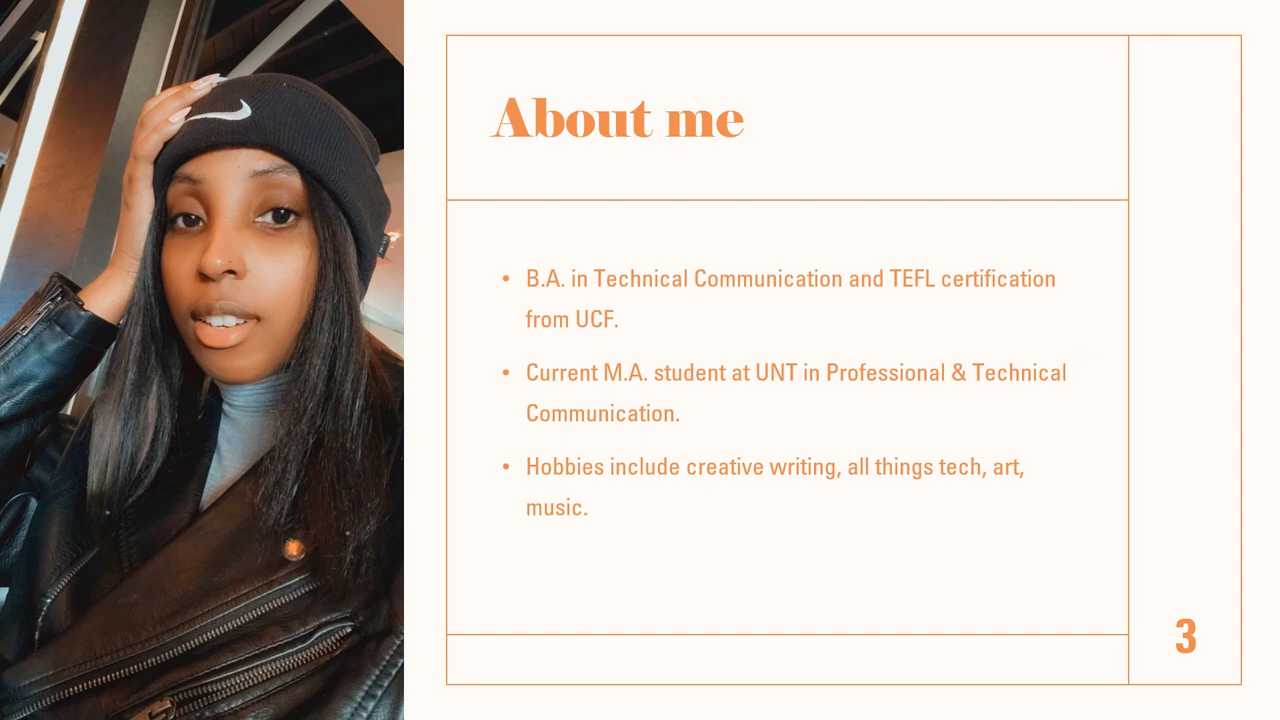 About me
• B.A. in Technical Communication and TEFL certification
from UCF.
• Current M.A. student at UNT in Professional & Technical
Communication.
• Hobbies include creative writing, all things tech, art,
music.
3